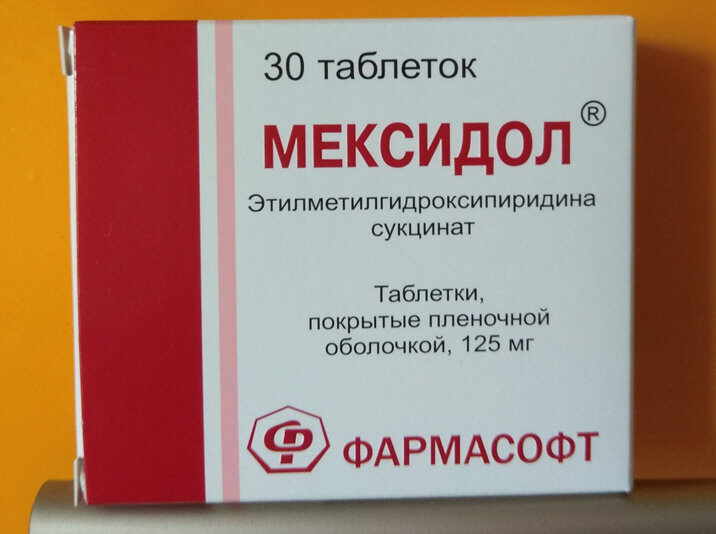 30 таблеток
МЕКСИДОЛ®
Этилметилгидроксипиридина
сукцинат
Таблетки,
покрытые пленочной
оболочкой, 125 мг
ФАРМАСОФТ